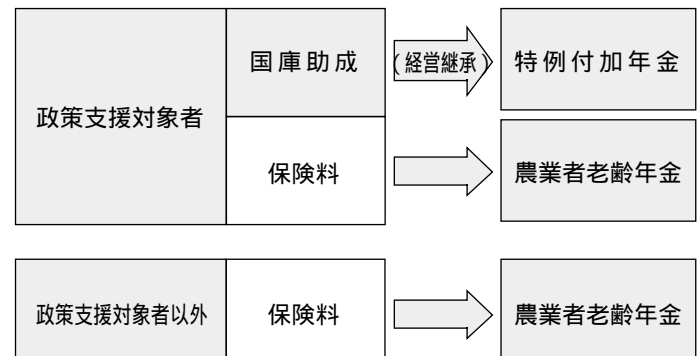 政策支援対象者
国庫助成
(経営継承)
特例付加年金
保険料
農業者老齢年金
政策支援対象者以外
保険料
農業者老齢年金